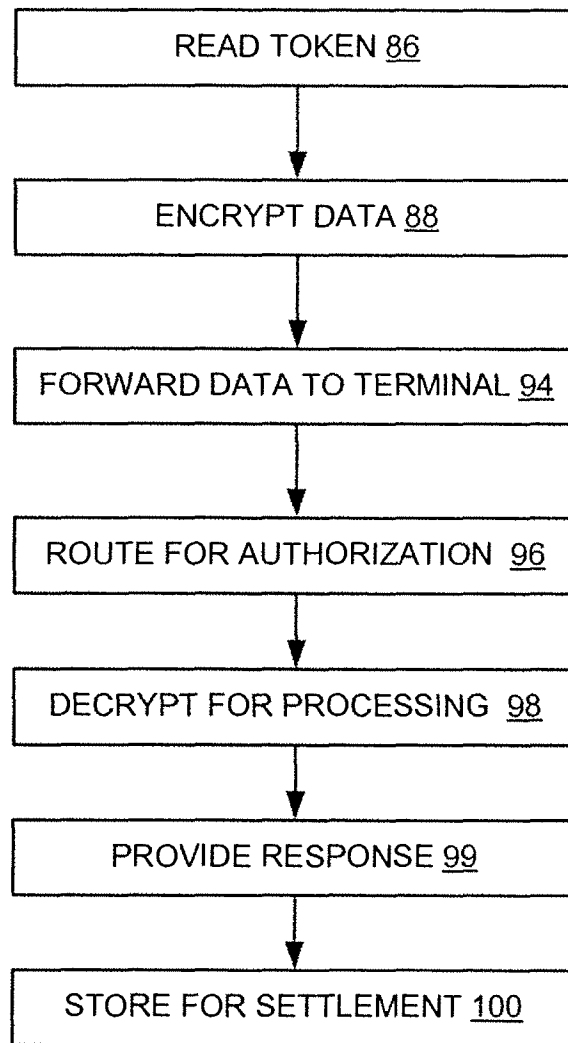 READ TOKEN 86
ENCRYPT DATA 88
FORWARD DATA TO TERMINAL 94
ROUTE FOR AUTHORIZATION 96
DECRYPT FOR PROCESSING 98
PROVIDE RESPONSE 99
STORE FOR SETTLEMENT 100